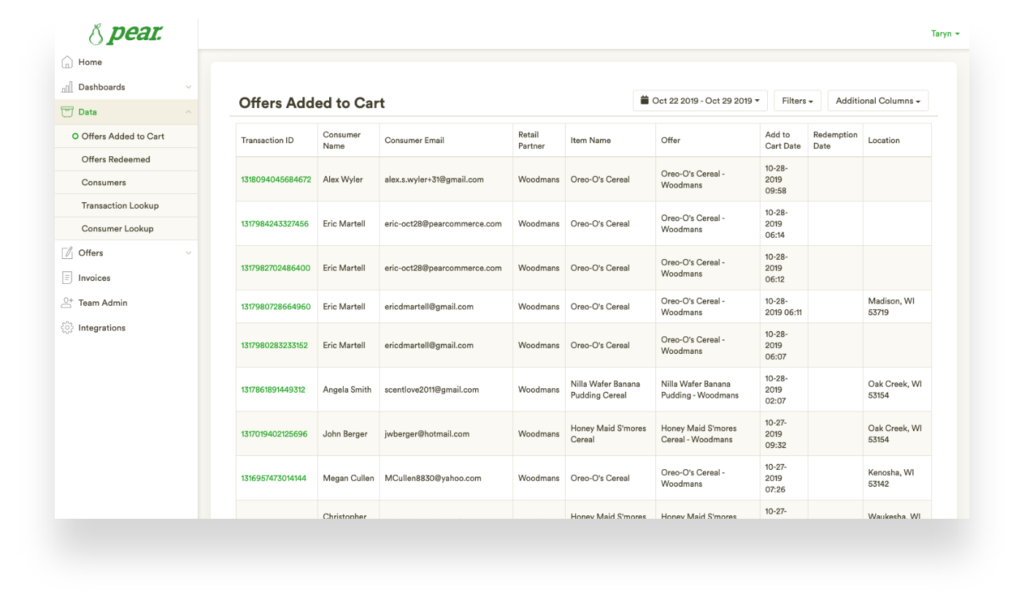 pear.
Taryn
Home
Dashboards
Data
Offers Added to Cart
Offers Redeemed
Consumers
Transaction Lookup
Consumer Lookup
Offers
Invoices
Team Admin
Integrations
Offers Added to Cart
Oct 22 2019 - Oct 29 2019
Filters
Additional Columns
Transaction ID
Consumer
Name
Consumer Email
Retail
Partner
Item Name
Offer
Add to
Cart Date
Redemption
Date
Location
1318094045684672
Alex Wyler
alex.s.wyler+31@gmail.com
Woodmans
Oreo-O's Cereal
Oreo-O's Cereal -
Woodmans
10-28-
2019
09:58
1317984243327456
Eric Martell
eric-oct28@pearcommerce.com
Woodmans
Oreo-O's Cereal
Oreo-O's Cereal -
Woodmans
10-28-
2019
06:14
1317982702486400
Eric Martell
eric-oct28@pearcommerce.com
Woodmans
Oreo-O's Cereal
Oreo-O's Cereal -
Woodmans
10-28-
2019
06:12
1317980728664960
Eric Martell
ericdmartell@gmail.com
Woodmans
Oreo-O's Cereal
Oreo-O's Cereal -
Woodmans
10-28-
2019 06:11
Madison, WI
53719
1317980283233152
Eric Martell
ericdmartell@gmail.com
Woodmans
Oreo-O's Cereal
Oreo-O's Cereal -
Woodmans
10-28-
2019
06:07
1317861891449312
Angela Smith
scentlove2011@gmail.com
Woodmans
Nilla Wafer Banana
Pudding Cereal
Nilla Wafer Banana
Pudding - Woodmans
10-28-
2019
02:07
Oak Creek, WI
53154
1317019402125696
John Berger
jwberger@hotmail.com
Woodmans
Honey Maid S'mores
Cereal
Honey Maid S'mores
Cereal - Woodmans
10-27-
2019
09:32
Oak Creek, WI
53154
1316957473014144
Megan Cullen
MCullen8830@yahoo.com
Woodmans
Oreo-O's Cereal
Oreo-O's Cereal -
Woodmans
10-27-
2019
07:26
Kenosha, WI
53142
Christopher
Honey Maid S'mores
Honey Maid S'mores
10-27-
Waukesha, WI